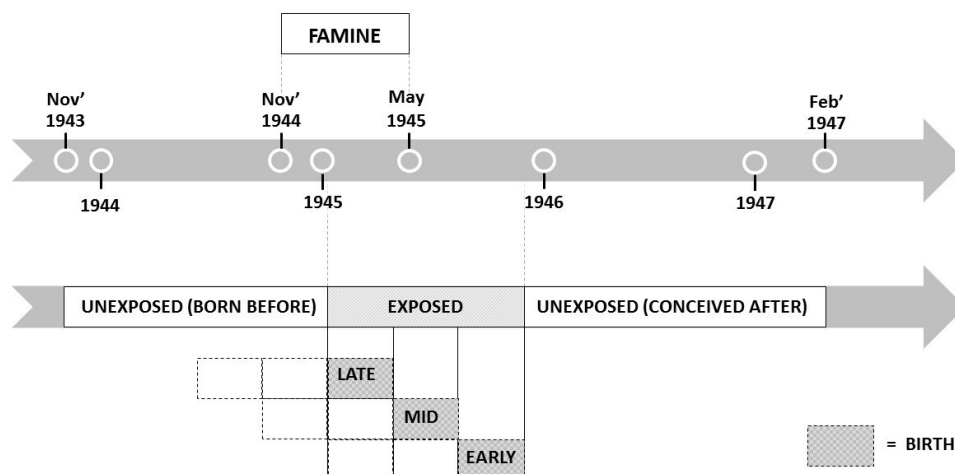 FAMINE
Nov'
1943
Nov'
1944
May
1945
Feb'
1947
1944
1945
1946
1947
UNEXPOSED (BORN BEFORE)
EXPOSED
UNEXPOSED (CONCEIVED AFTER)
LATE
MID
EARLY
= BIRTH